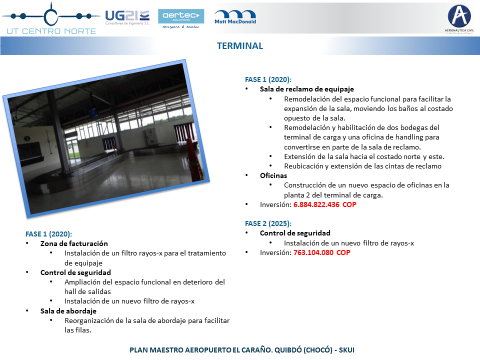 UT CENTRO NORTE
UG21
Consultores de Ingeniería S.L.
aertec
SOLUTIONS
Aeropuerto & Aviación
Mott MacDonald
AERONÁUTICA CIVIL
TERMINAL
FASE 1 (2020):
• Zona de facturación
• Instalación de un filtro rayos-x para el tratamiento
de equipaje
• Control de seguridad
• Ampliación del espacio funcional en deterioro del
hall de salidas
• Instalación de un nuevo filtro de rayos-x
• Sala de abordaje
• Reorganización de la sala de abordaje para facilitar
las filas.
FASE 1 (2020):
• Sala de reclamo de equipaje
• Remodelación del espacio funcional para facilitar la
expansión de la sala, moviendo los baños al costado
opuesto de la sala.
• Remodelación y habilitación de dos bodegas del
terminal de carga y una oficina de handling para
convertirse en parte de la sala de reclamo.
• Extensión de la sala hacia el costado norte y este.
• Reubicación y extensión de las cintas de reclamo
• Oficinas
• Construcción de un nuevo espacio de oficinas en la
planta 2 del terminal de carga.
• Inversión: 6.884.822.436 COP
FASE 2 (2025):
• Control de seguridad
• Instalación de un nuevo filtro de rayos-x
• Inversión: 763.104.080 COP
PLAN MAESTRO AEROPUERTO EL CARAÑO. QUIBDÓ (CHOCÓ) - SKUI